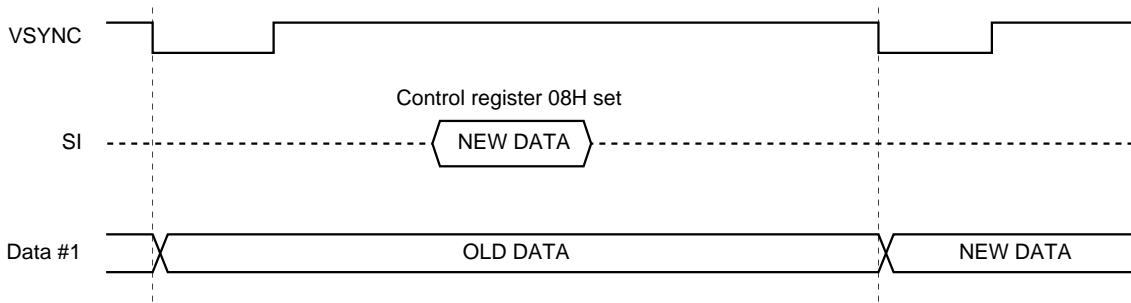 VSYNC
Control register 08H set
SI
NEW DATA
Data #1
OLD DATA
NEW DATA